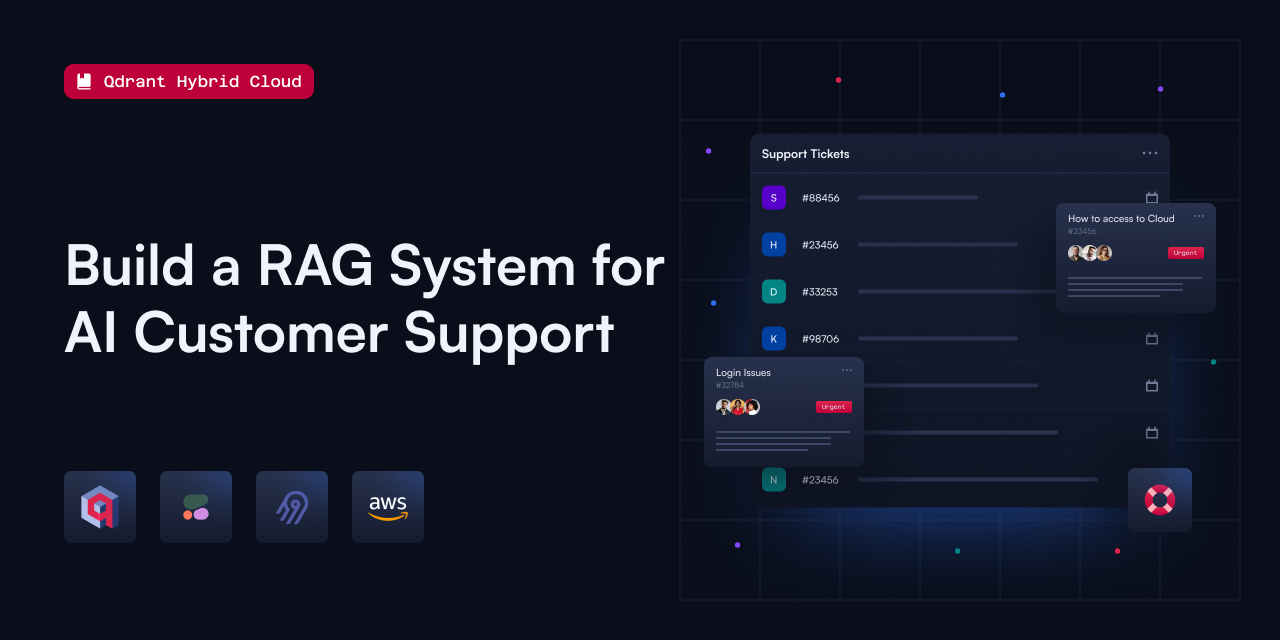 Qdrant Hybrid Cloud
Build a RAG System for
AI Customer Support
aws
Support Tickets
S #88456
H #23456
D #33253
K #98706
N #23456
How to access to Cloud
#23456
Urgent
Login Issues
#32784
Urgent